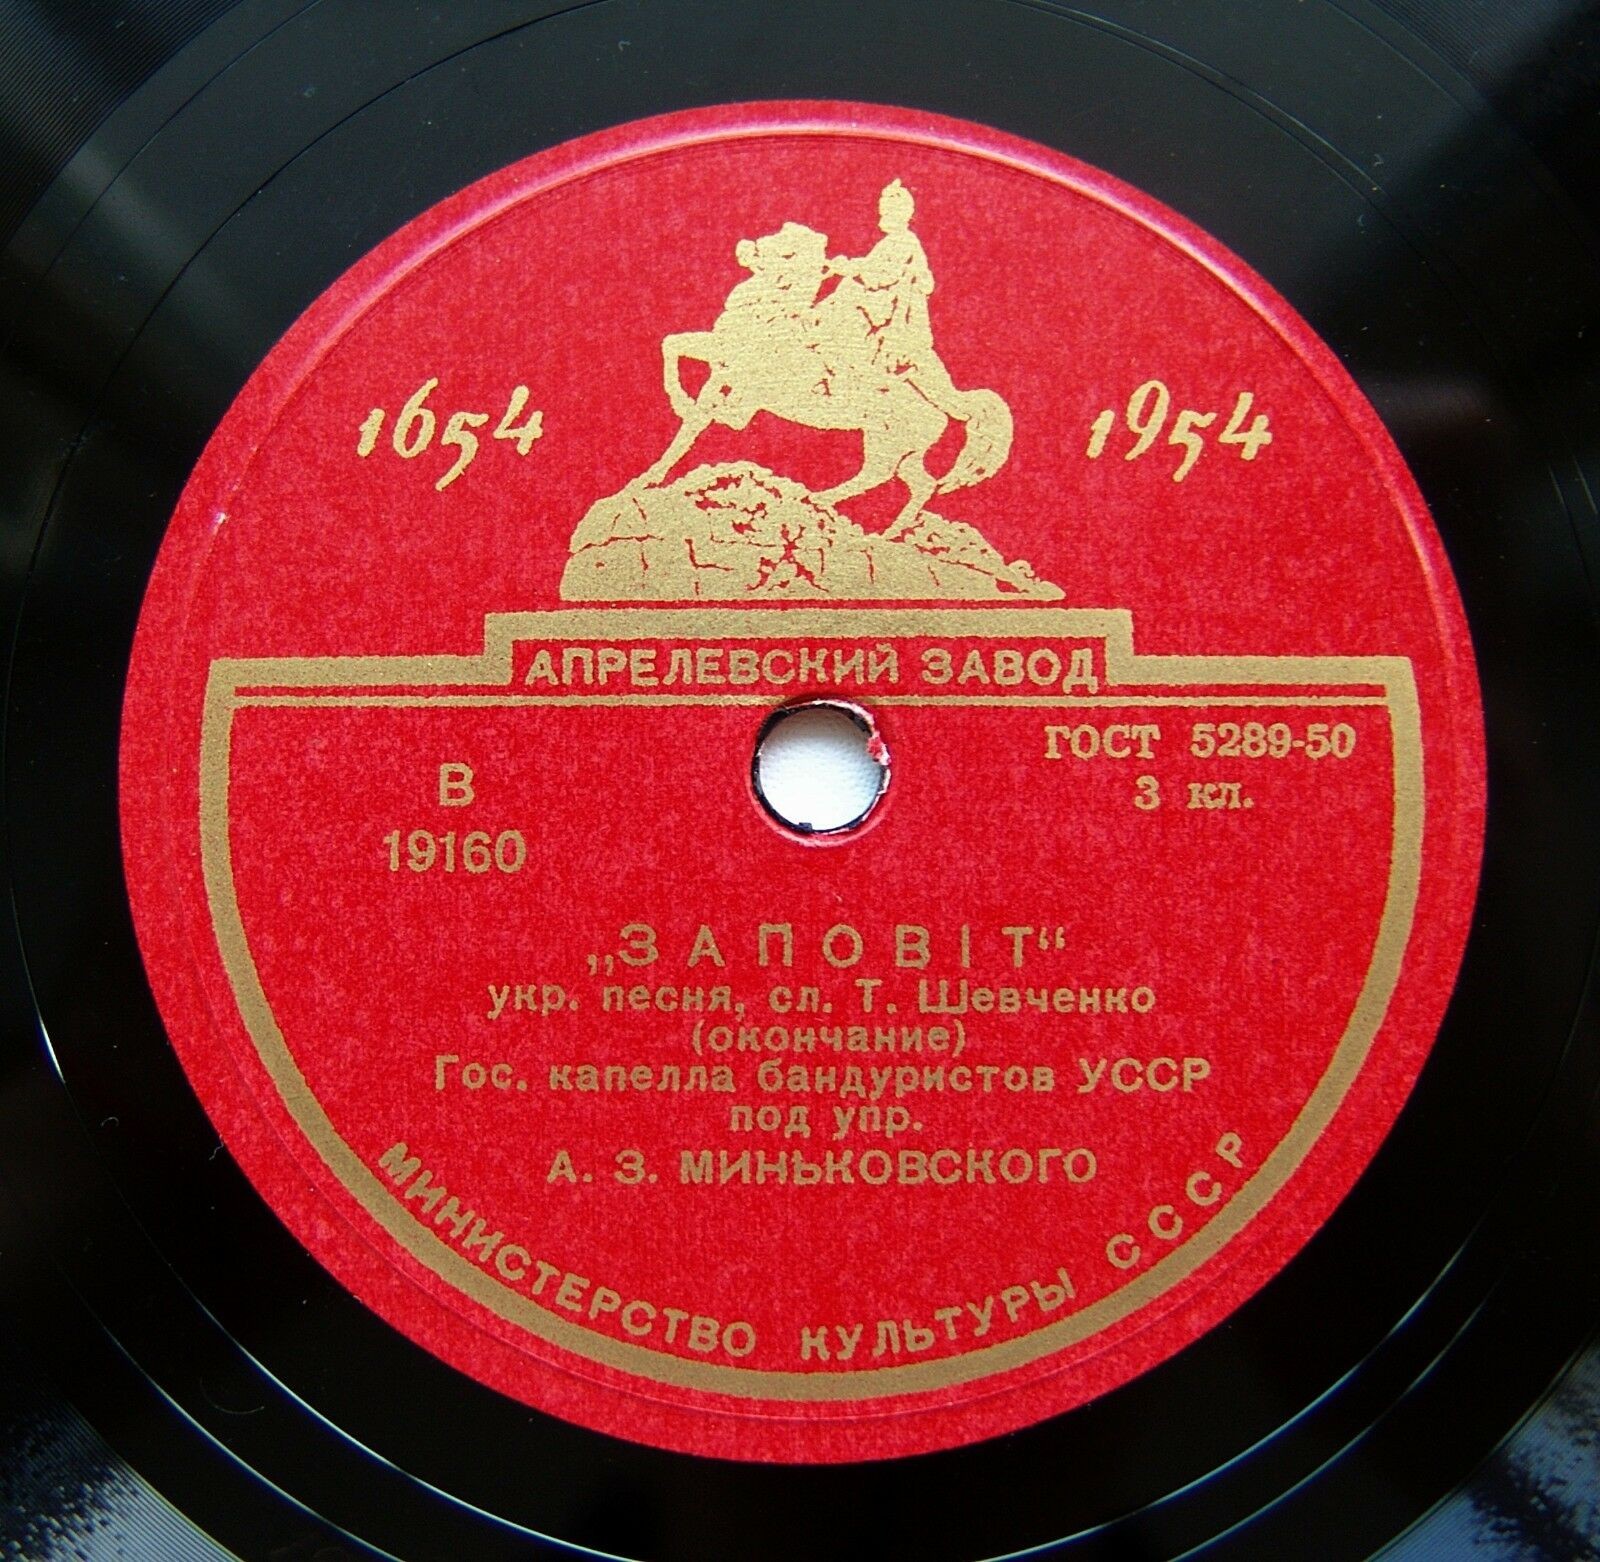 1654 1954
АПРЕЛЕВСКИЙ ЗАВОД
ГОСТ 5289-50
3 кл.
В
19160
„ЗАПОВІТ“
укр. песня, сл. Т. Шевченко
(окончание)
Гос. капелла бандуристов УССР
под упр.
А. З. МИНЬКОВСКОГО
МИНИСТЕРСТВО КУЛЬТУРЫ СССР